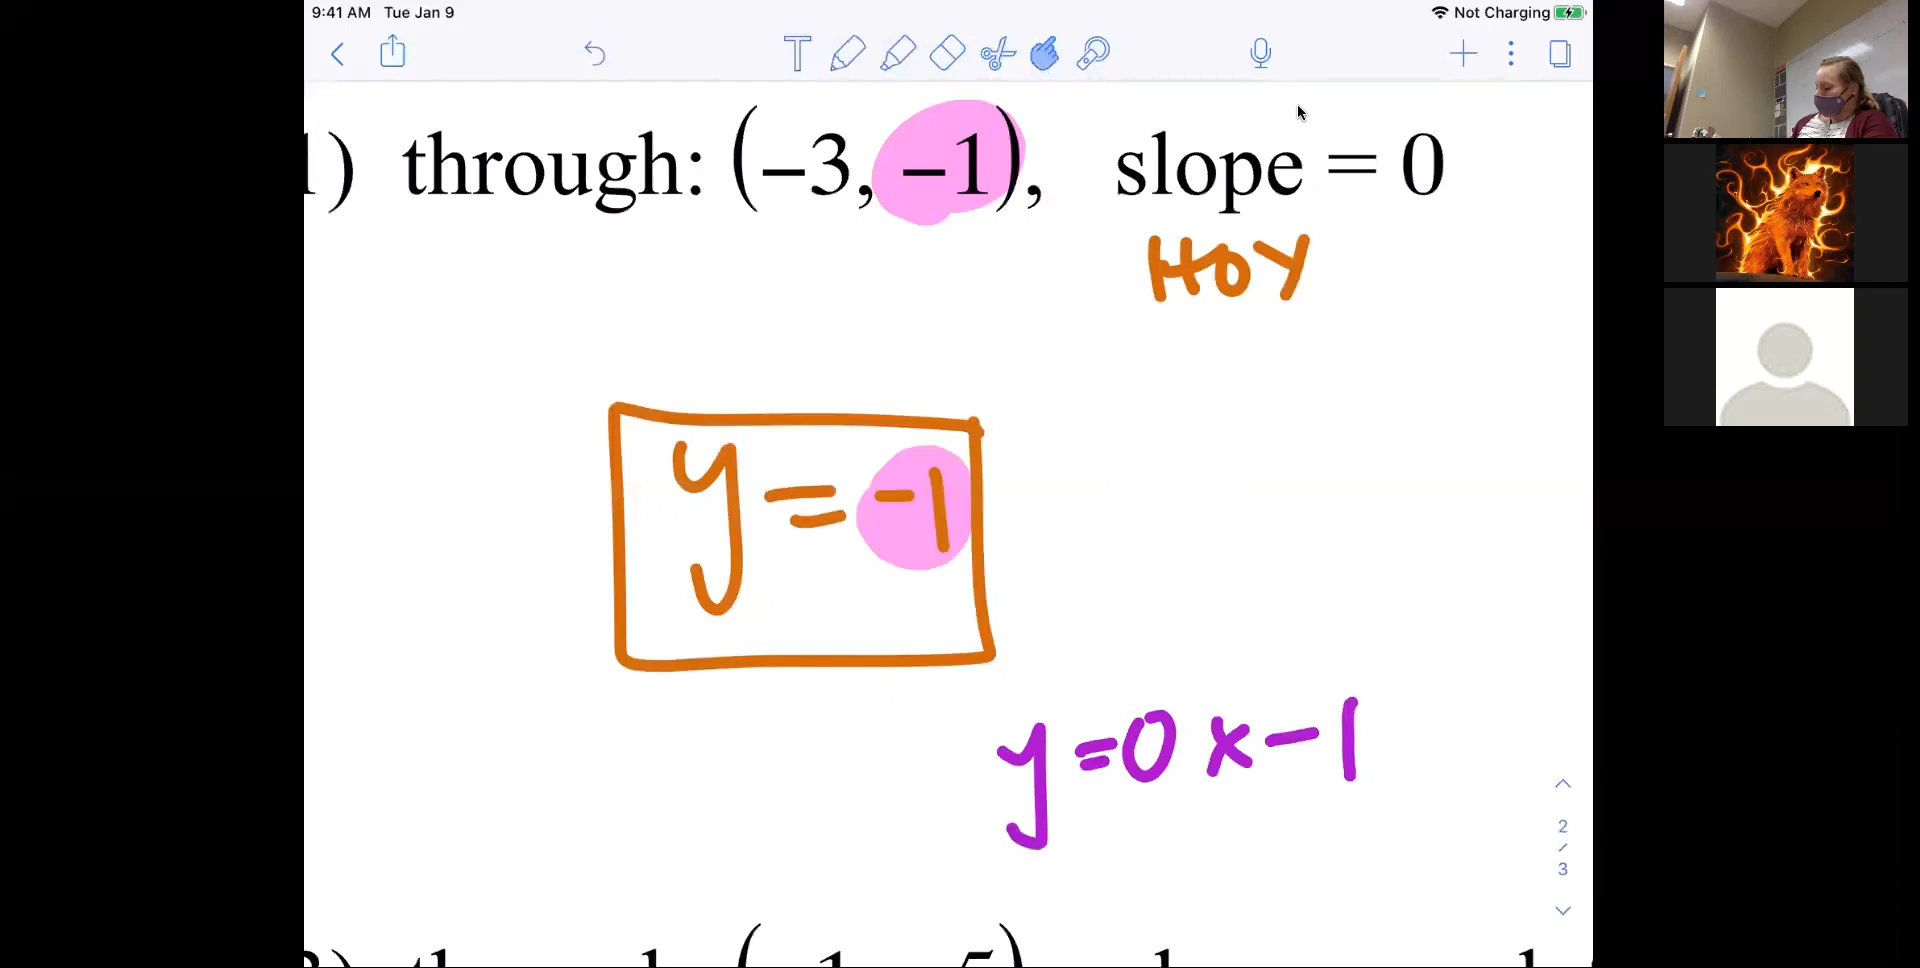 9:41 AM Tue Jan 9 Not Charging
1) through: (−3, −1), slope = 0
HOY
y = -1
y = 0x - 1
2
3